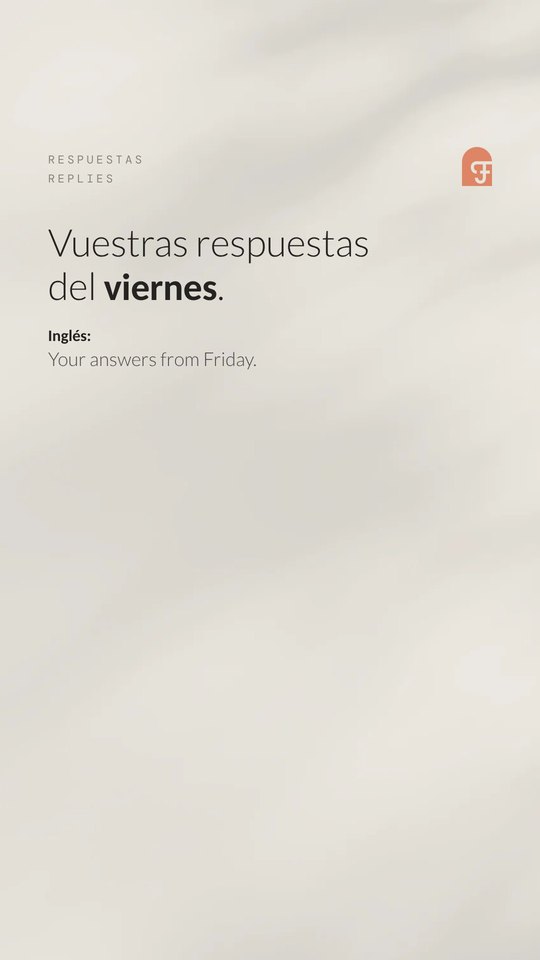 RESPUESTAS
REPLIES
Vuestras respuestas
del viernes.
Inglés:
Your answers from Friday.